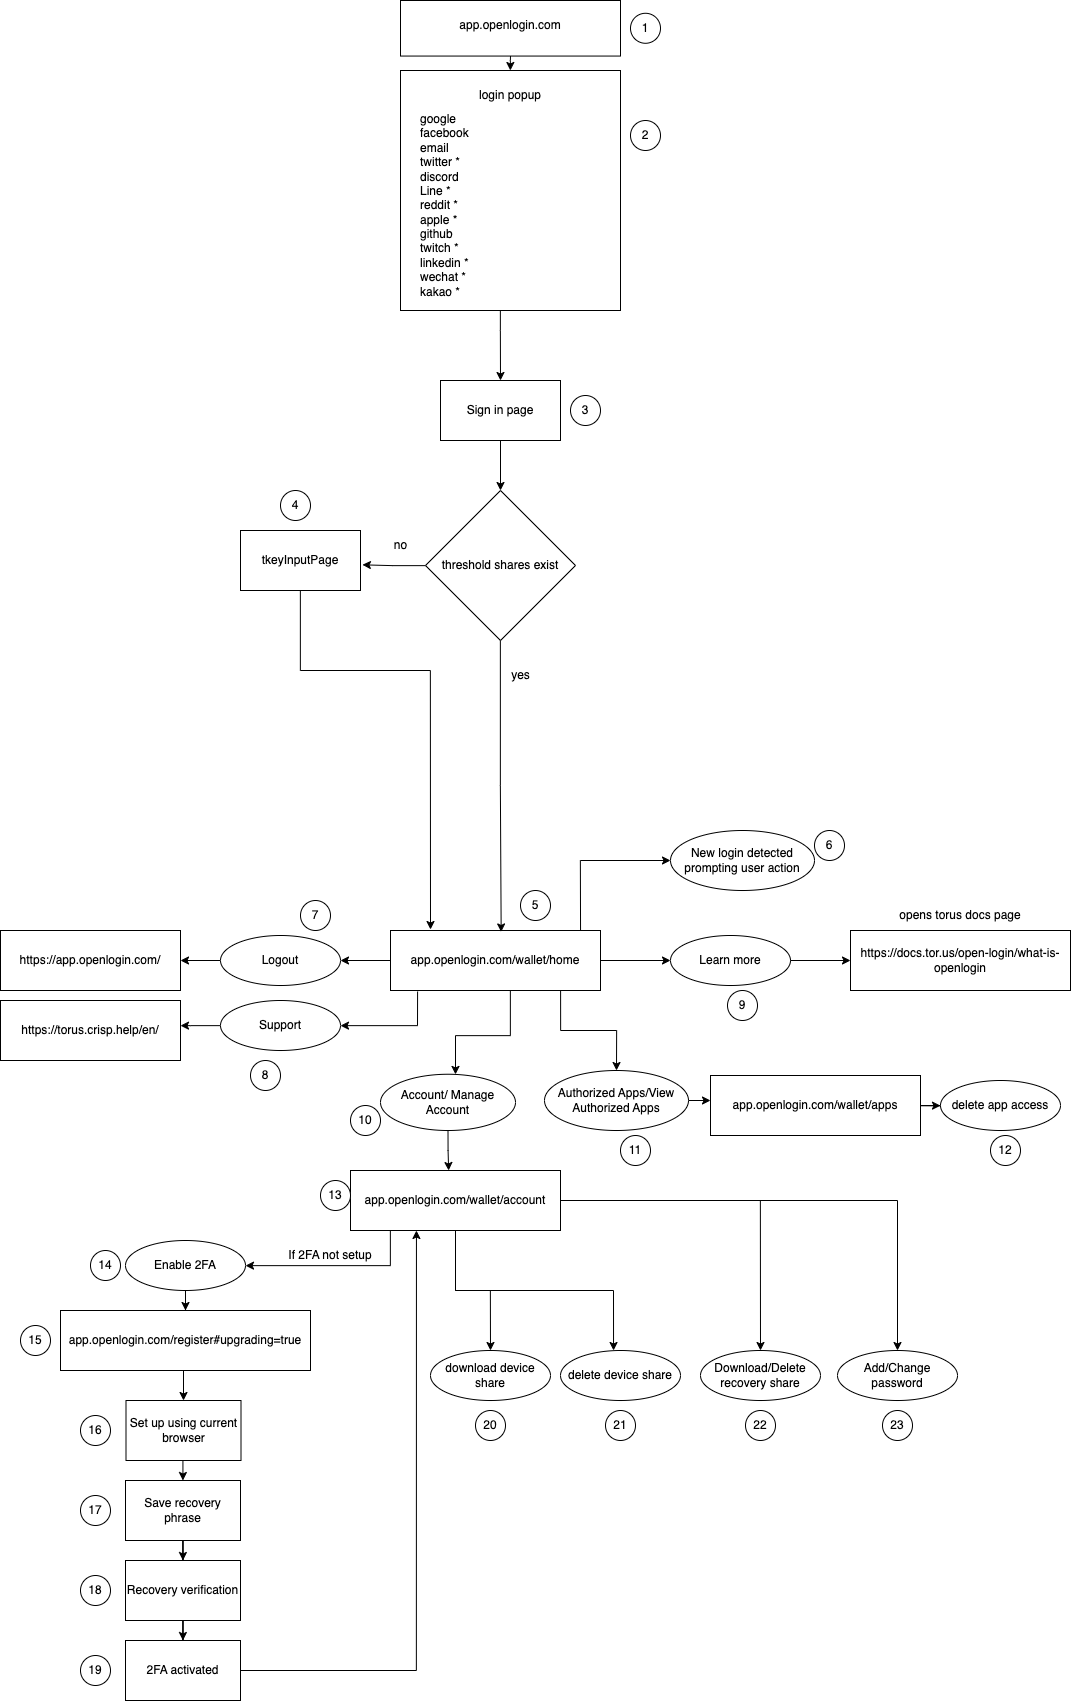 app.openlogin.com
1
login popup
2
google
facebook
email
twitter *
discord
Line *
reddit *
apple *
github
twitch *
linkedin *
wechat *
kakao *
Sign in page
3
4
tkeyInputPage
no
threshold shares exist
yes
6
New login detected
prompting user action
5
7
opens torus docs page
https://app.openlogin.com/
Logout
app.openlogin.com/wallet/home
Learn more
https://docs.tor.us/open-login/what-is-
openlogin
9
https://torus.crisp.help/en/
Support
8
Account/ Manage
Account
10
Authorized Apps/View
Authorized Apps
11
app.openlogin.com/wallet/apps
delete app access
12
13
app.openlogin.com/wallet/account
If 2FA not setup
14
Enable 2FA
15
app.openlogin.com/register#upgrading=true
download device
share
20
delete device share
21
Download/Delete
recovery share
22
Add/Change
password
23
16
Set up using current
browser
17
Save recovery
phrase
18
Recovery verification
19
2FA activated